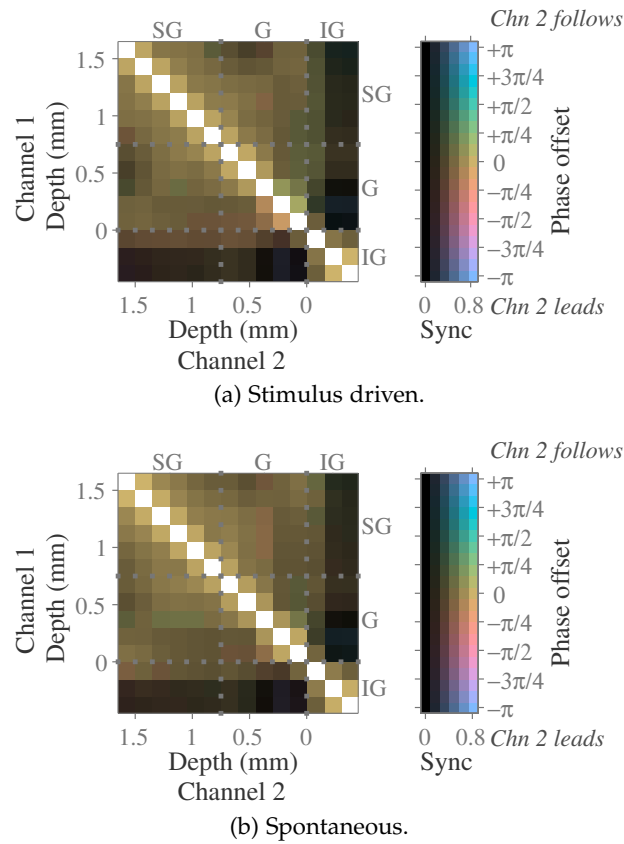 SG G IG Chn 2 follows
1.5 +π
+3π/4
SG
1 +π/2
+π/4
Channel 1
Depth (mm)
0.5 0
G
−π/4
Phase offset
−π/2
0
−3π/4
IG
−π
1.5 1 0.5 0 0 0.8 Chn 2 leads
Depth (mm) Sync
Channel 2
(a) Stimulus driven.
SG G IG Chn 2 follows
1.5 +π
+3π/4
SG
1 +π/2
+π/4
Channel 1
Depth (mm)
0.5 0
G
−π/4
Phase offset
−π/2
0
−3π/4
IG
−π
1.5 1 0.5 0 0 0.8 Chn 2 leads
Depth (mm) Sync
Channel 2
(b) Spontaneous.